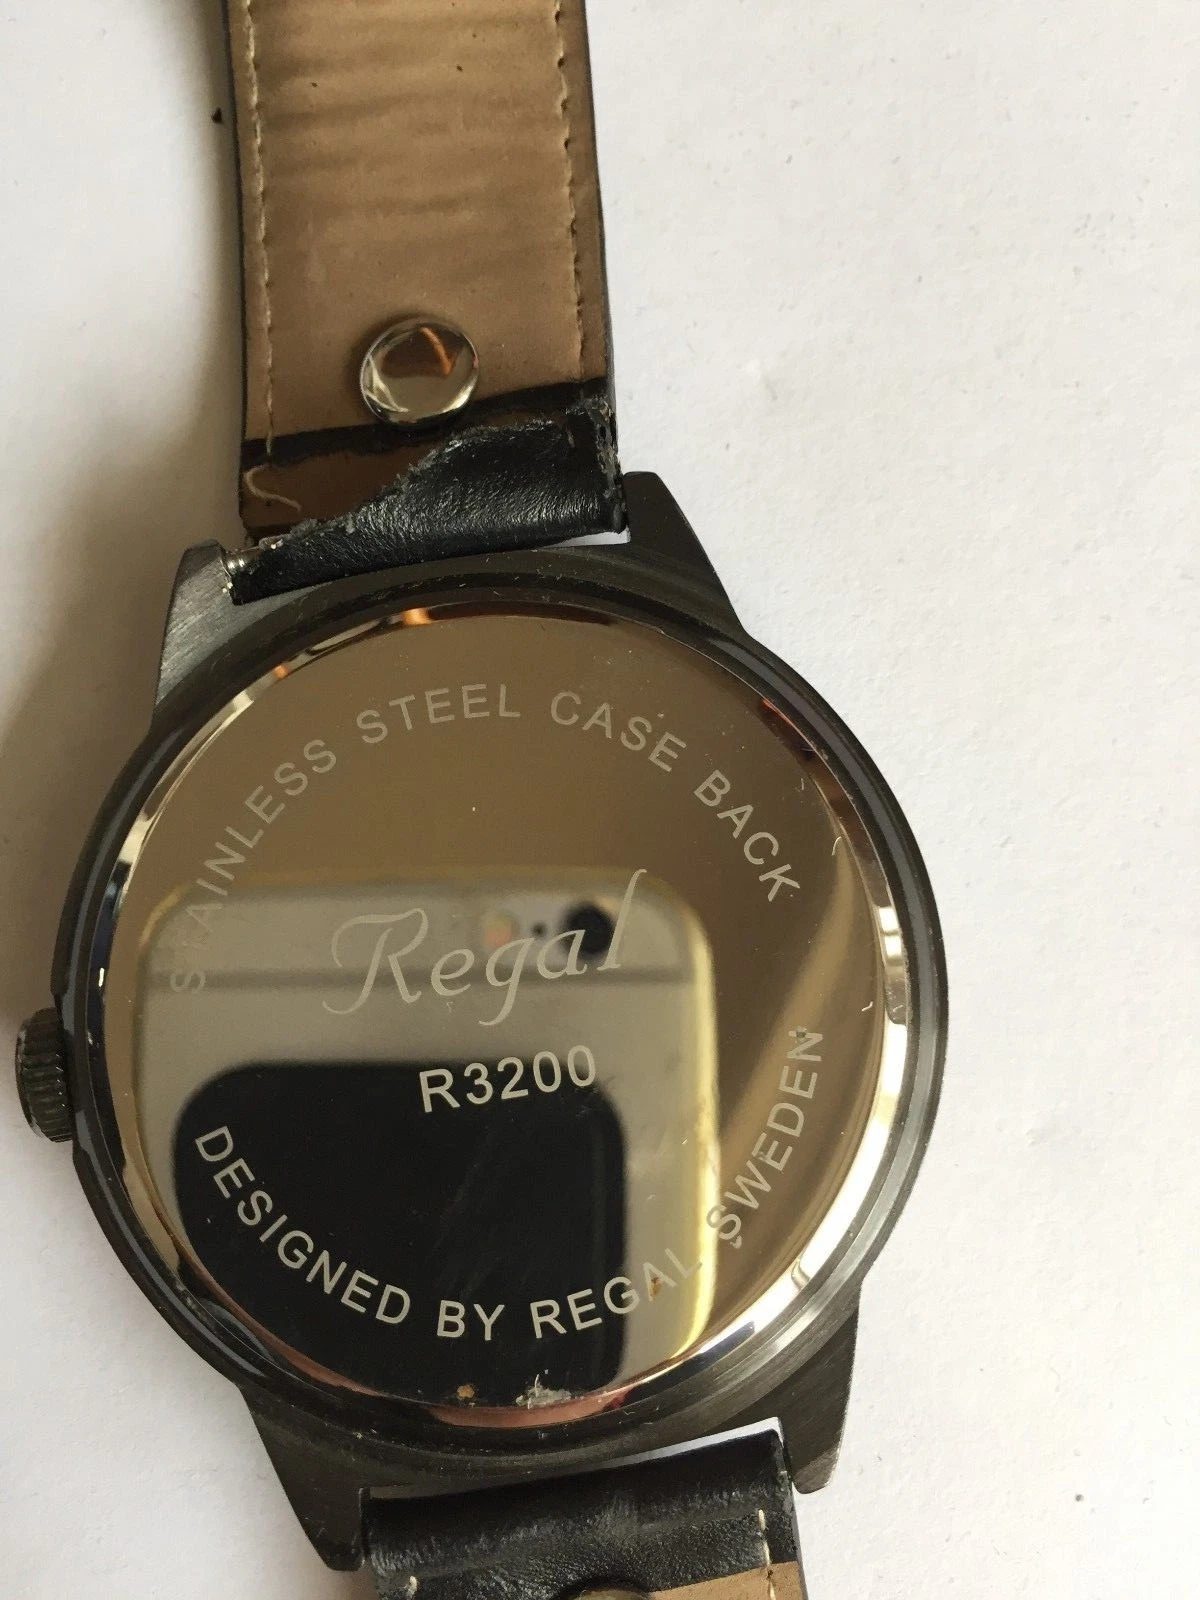 STAINLESS STEEL CASE BACK
Regal
R3200
DESIGNED BY REGAL SWEDEN